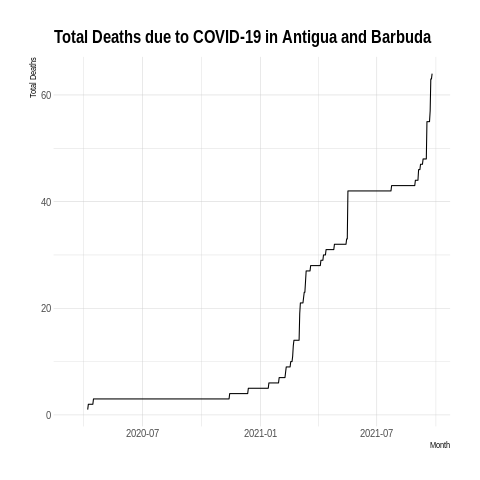 Total Deaths due to COVID-19 in Antigua and Barbuda
Total Deaths
60
40
20
0
2020-07 2021-01 2021-07
Month